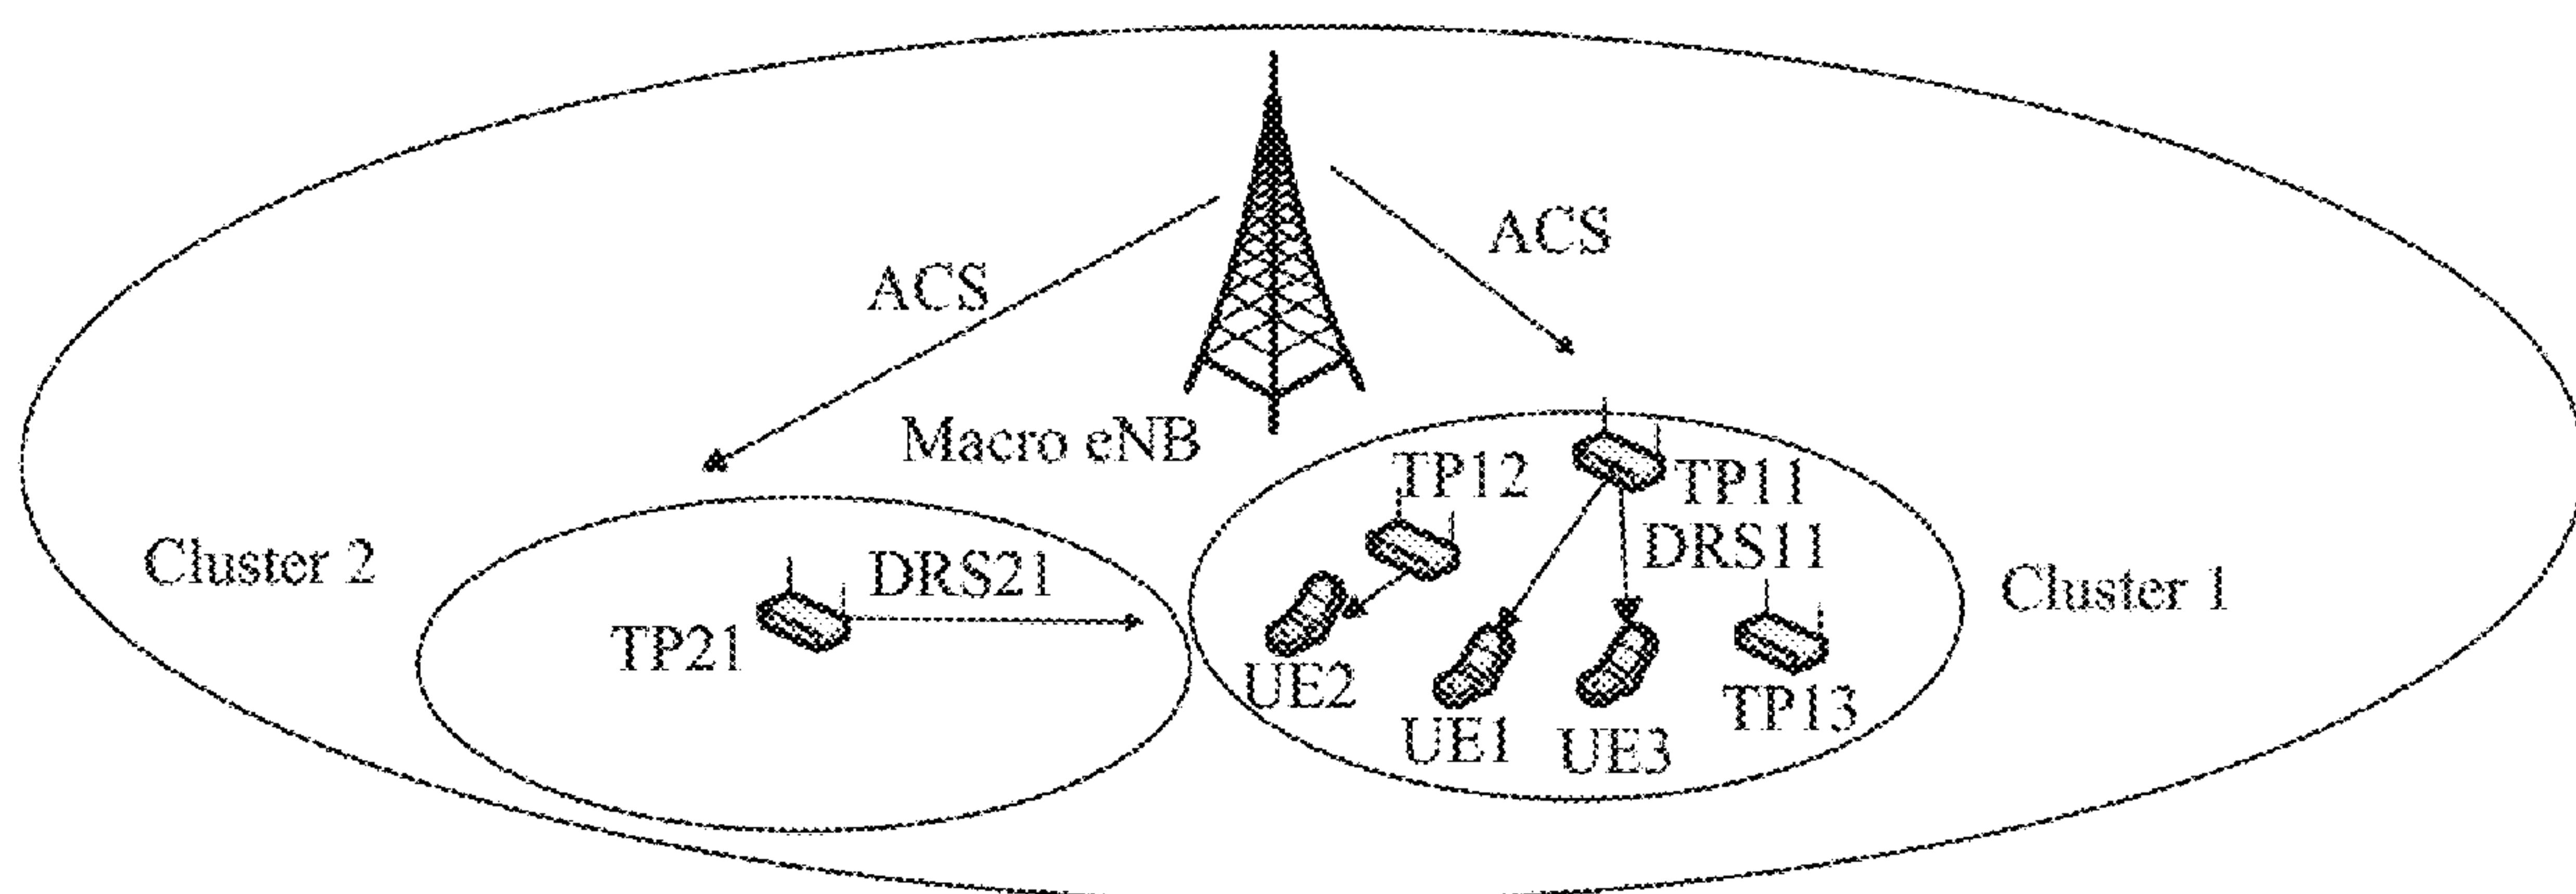 ACS
ACS
Macro eNB
TP12
TP11
DRS11
Cluster 2
DRS21
Cluster 1
TP21
UE2
TP13
UE1
UE3